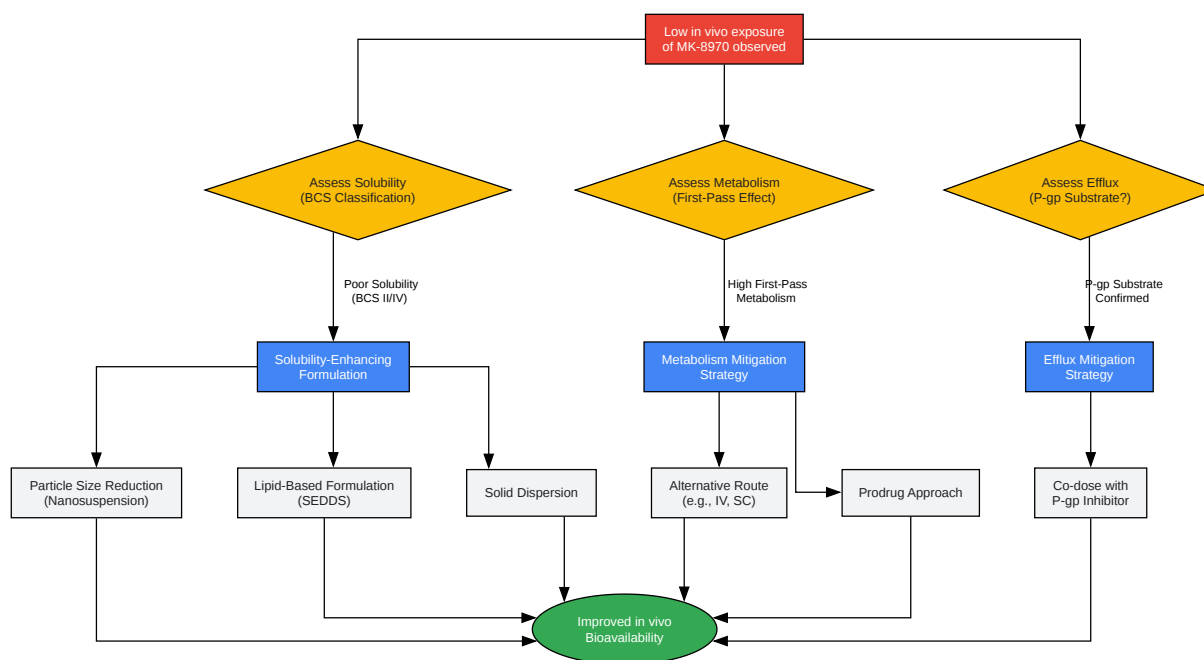 Low in vivo exposure
of MK-8970 observed
Assess Solubility
(BCS Classification)
Assess Metabolism
(First-Pass Effect)
Assess Efflux
(P-gp Substrate?)
Poor Solubility
(BCS II/IV)
High First-Pass
Metabolism
P-gp Substrate
Confirmed
Solubility-Enhancing
Formulation
Metabolism Mitigation
Strategy
Efflux Mitigation
Strategy
Particle Size Reduction
(Nanosuspension)
Lipid-Based Formulation
(SEDDS)
Solid Dispersion
Alternative Route
(e.g., IV, SC)
Prodrug Approach
Co-dose with
P-gp Inhibitor
Improved in vivo
Bioavailability